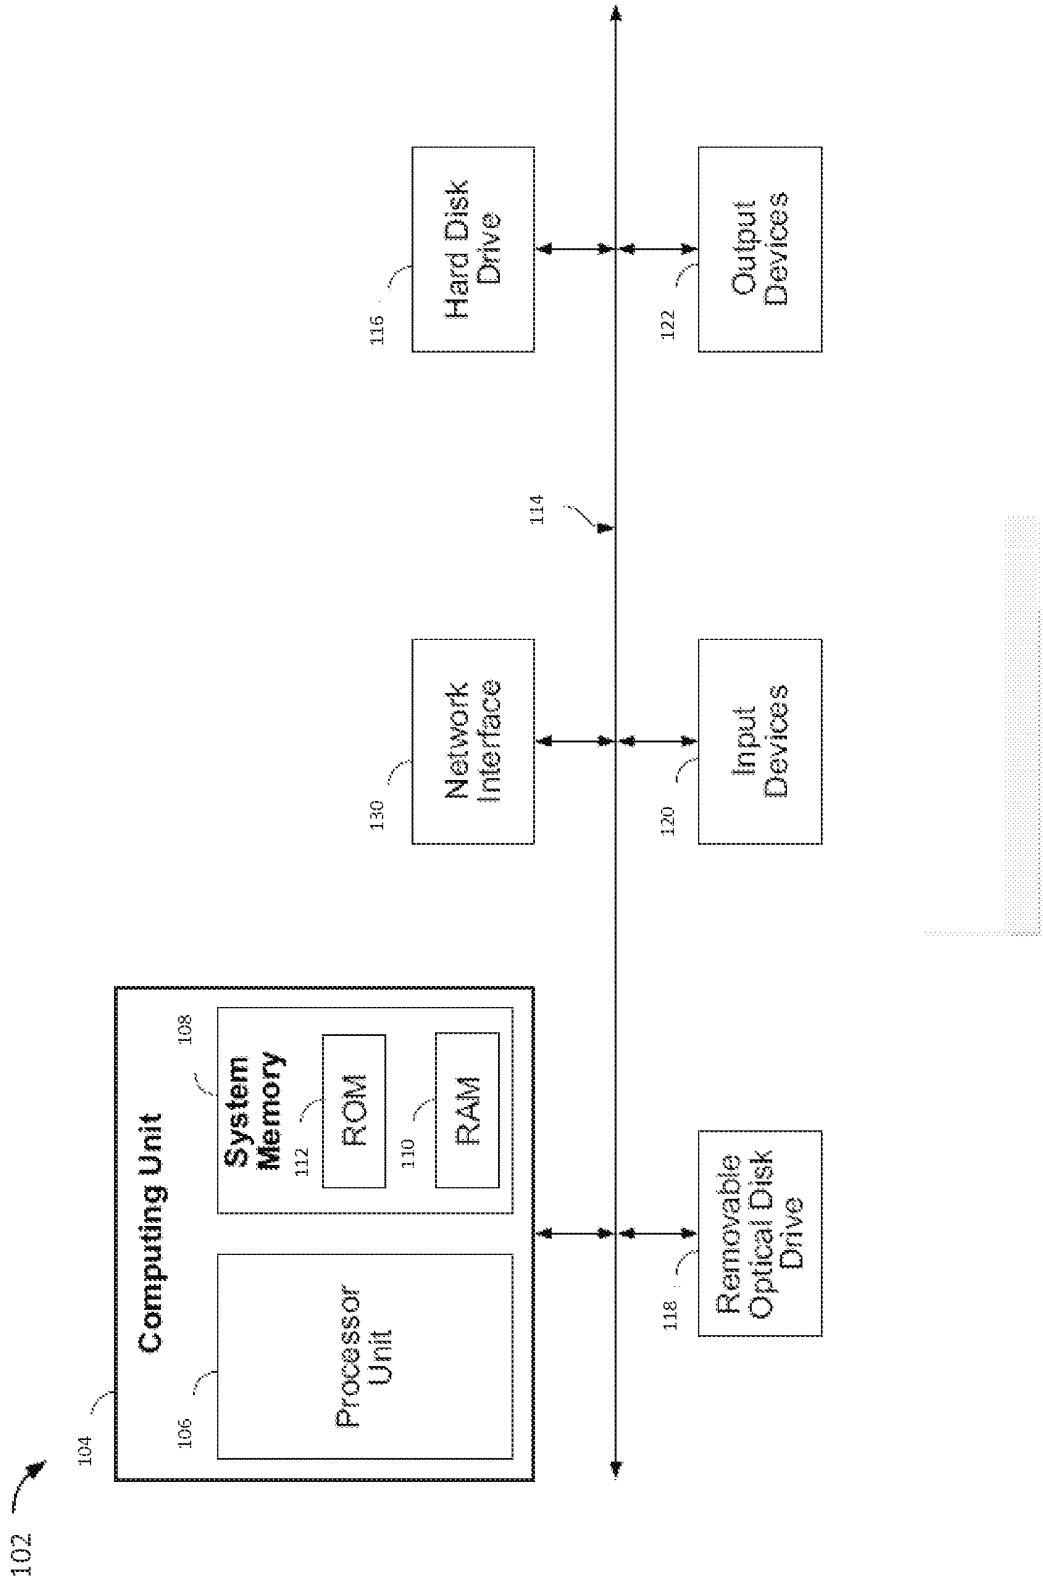 102
104
Computing Unit
106
Processor
Unit
108
System
Memory
112
ROM
110
RAM
130
Network
Interface
116
Hard Disk
Drive
114
118
Removable
Optical Disk
Drive
120
Input
Devices
122
Output
Devices